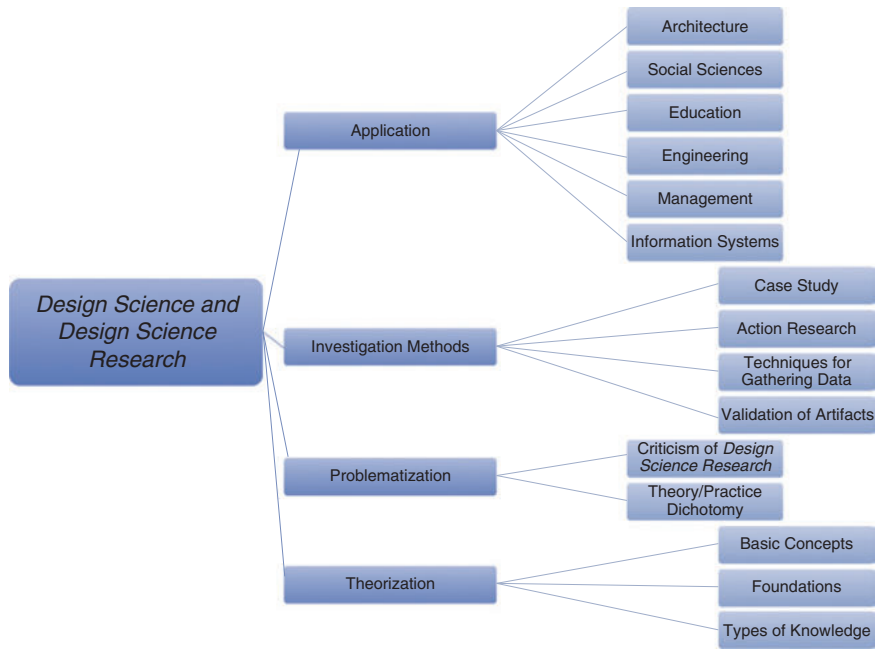 Design Science and
Design Science
Research
Application
Architecture
Social Sciences
Education
Engineering
Management
Information Systems
Investigation Methods
Case Study
Action Research
Techniques for
Gathering Data
Validation of Artifacts
Problematization
Criticism of Design
Science Research
Theory/Practice
Dichotomy
Theorization
Basic Concepts
Foundations
Types of Knowledge